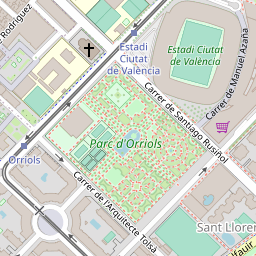 Rodríguez
Estadi
Ciutat
de València
Estadi Ciutat
de València
Carrer de Manuel Azaña
Carrer de Santiago Rusiñol
Parc d'Orriols
Orriols
Carrer de l'Arquitecte Tolsà
Sant Lloren